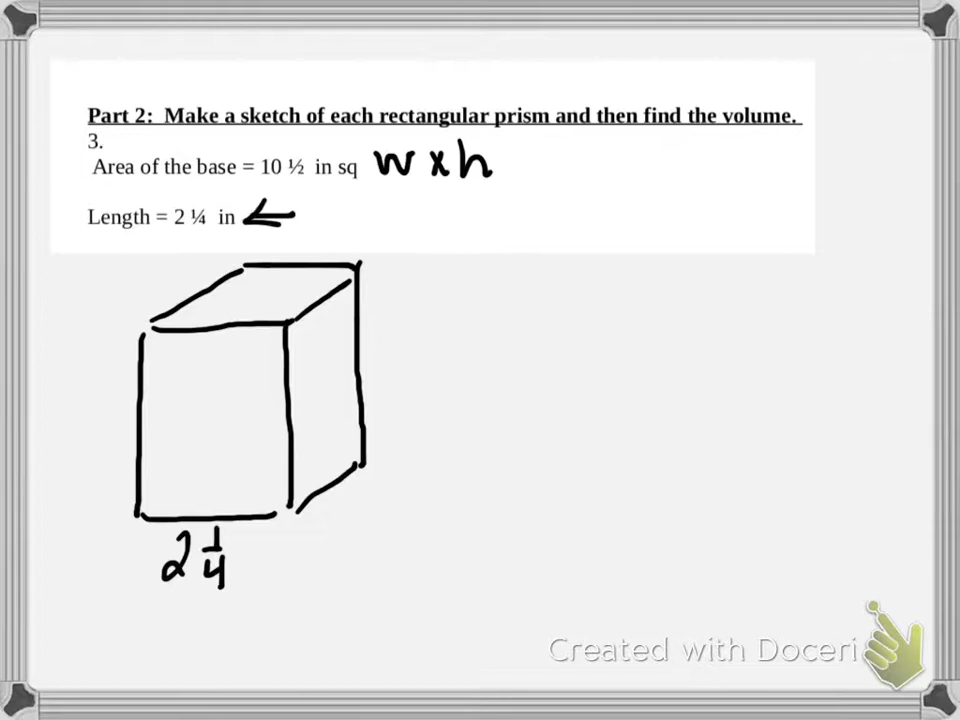 Part 2: Make a sketch of each rectangular prism and then find the volume.
3.
Area of the base = 10 ½ in sq w x h
Length = 2 ¼ in
2 1/4
Created with Doceri